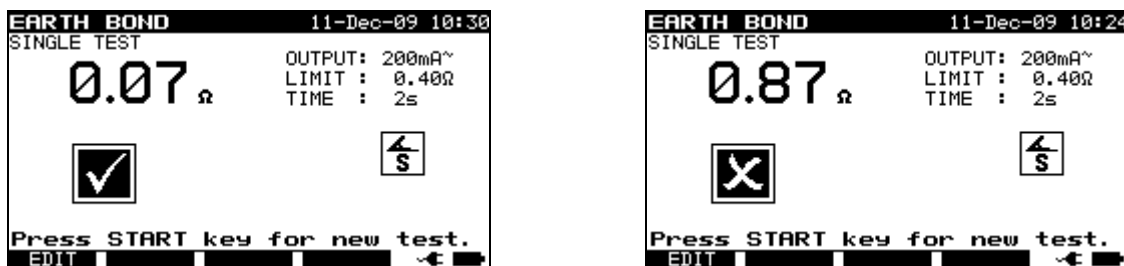 EARTH BOND 11-Dec-09 10:30
SINGLE TEST
0.07 Ω
OUTPUT: 200mA~
LIMIT : 0.40Ω
TIME : 2s
S
Press START key for new test.
EDIT
EARTH BOND 11-Dec-09 10:24
SINGLE TEST
0.87 Ω
OUTPUT: 200mA~
LIMIT : 0.40Ω
TIME : 2s
S
Press START key for new test.
EDIT